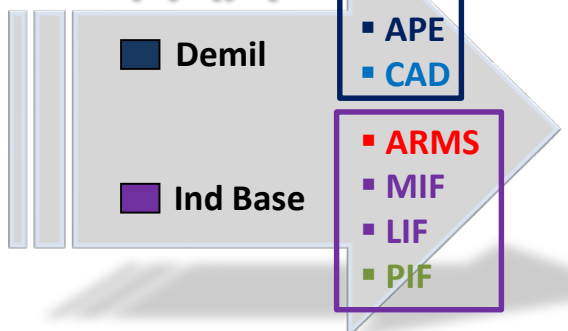 Demil
▪ APE
▪ CAD
Ind Base
▪ ARMS
▪ MIF
▪ LIF
▪ PIF